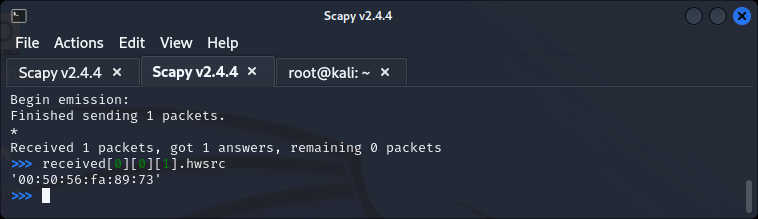 Scapy v2.4.4
File Actions Edit View Help
Scapy v2.4.4 × Scapy v2.4.4 × root@kali: ~ ×
Begin emission:
Finished sending 1 packets.
*
Received 1 packets, got 1 answers, remaining 0 packets
>>> received[0][0][1].hwsrc
'00:50:56:fa:89:73'
>>>